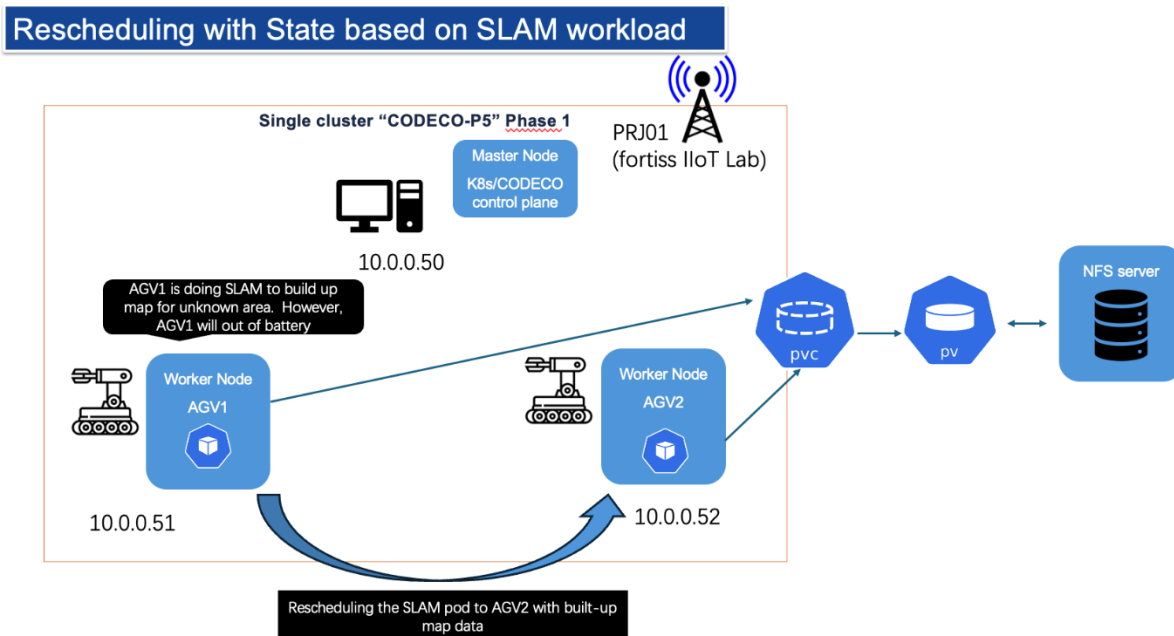 Rescheduling with State based on SLAM workload
Single cluster “CODECO-P5” Phase 1
PRJ01
(fortiss IIoT Lab)
Master Node
K8s/CODECO
control plane
10.0.0.50
AGV1 is doing SLAM to build up
map for unknown area.  However,
AGV1 will out of battery
Worker Node
AGV1
10.0.0.51
Worker Node
AGV2
10.0.0.52
pvc
pv
NFS server
Rescheduling the SLAM pod to AGV2 with built-up
map data